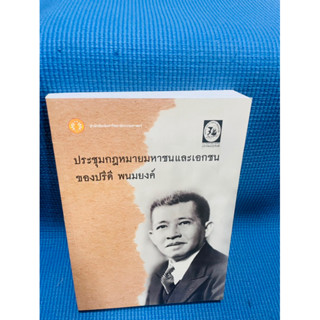 ประชุมกฎหมายมหาชนและเอกชน
ของปรีดี พนมยงค์